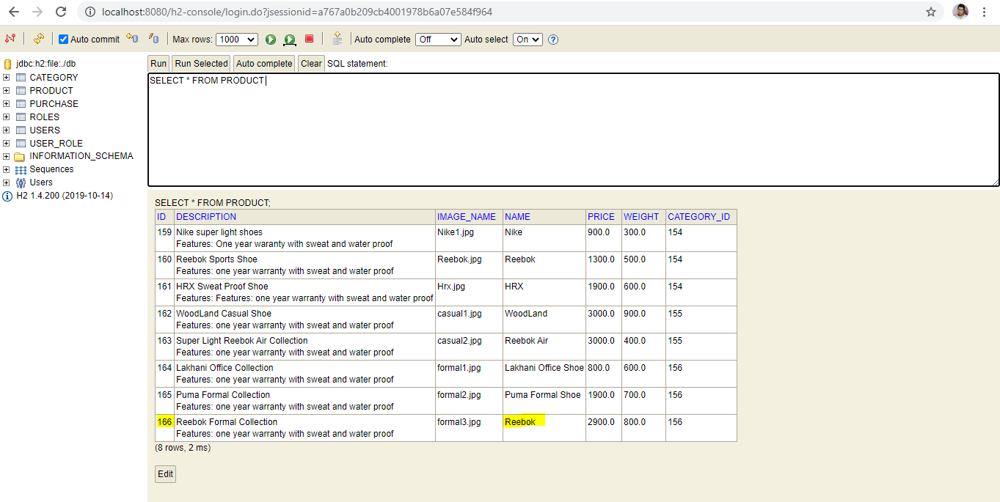 localhost:8080/h2-console/login.do?jsessionid=a767a0b209cb4001978b6a07e584f964
Auto commit Max rows: 1000 Auto complete Off Auto select On
jdbc:h2:file:./db
CATEGORY
PRODUCT
PURCHASE
ROLES
USERS
USER_ROLE
INFORMATION_SCHEMA
Sequences
Users
H2 1.4.200 (2019-10-14)
Run Run Selected Auto complete Clear SQL statement:
SELECT * FROM PRODUCT
SELECT * FROM PRODUCT;
ID DESCRIPTION IMAGE_NAME NAME PRICE WEIGHT CATEGORY_ID
159 Nike super light shoes Nike1.jpg Nike 900.0 300.0 154
Features: One year waranty with sweat and water proof
160 Reebok Sports Shoe Reebok.jpg Reebok 1300.0 500.0 154
Features: one year warranty with sweat and water proof
161 HRX Sweat Proof Shoe Hrx.jpg HRX 1900.0 600.0 154
Features: Features: one year warranty with sweat and water proof
162 WoodLand Casual Shoe casual1.jpg WoodLand 3000.0 900.0 155
Features: one year warranty with sweat and water proof
163 Super Light Reebok Air Collection casual2.jpg Reebok Air 3000.0 400.0 155
Features: one year warranty with sweat and water proof
164 Lakhani Office Collection formal1.jpg Lakhani Office Shoe 800.0 600.0 156
Features: one year warranty with sweat and water proof
165 Puma Formal Collection formal2.jpg Puma Formal Shoe 1900.0 700.0 156
Features: one year warranty with sweat and water proof
166 Reebok Formal Collection formal3.jpg Reebok 2900.0 800.0 156
Features: one year warranty with sweat and water proof
(8 rows, 2 ms)
Edit